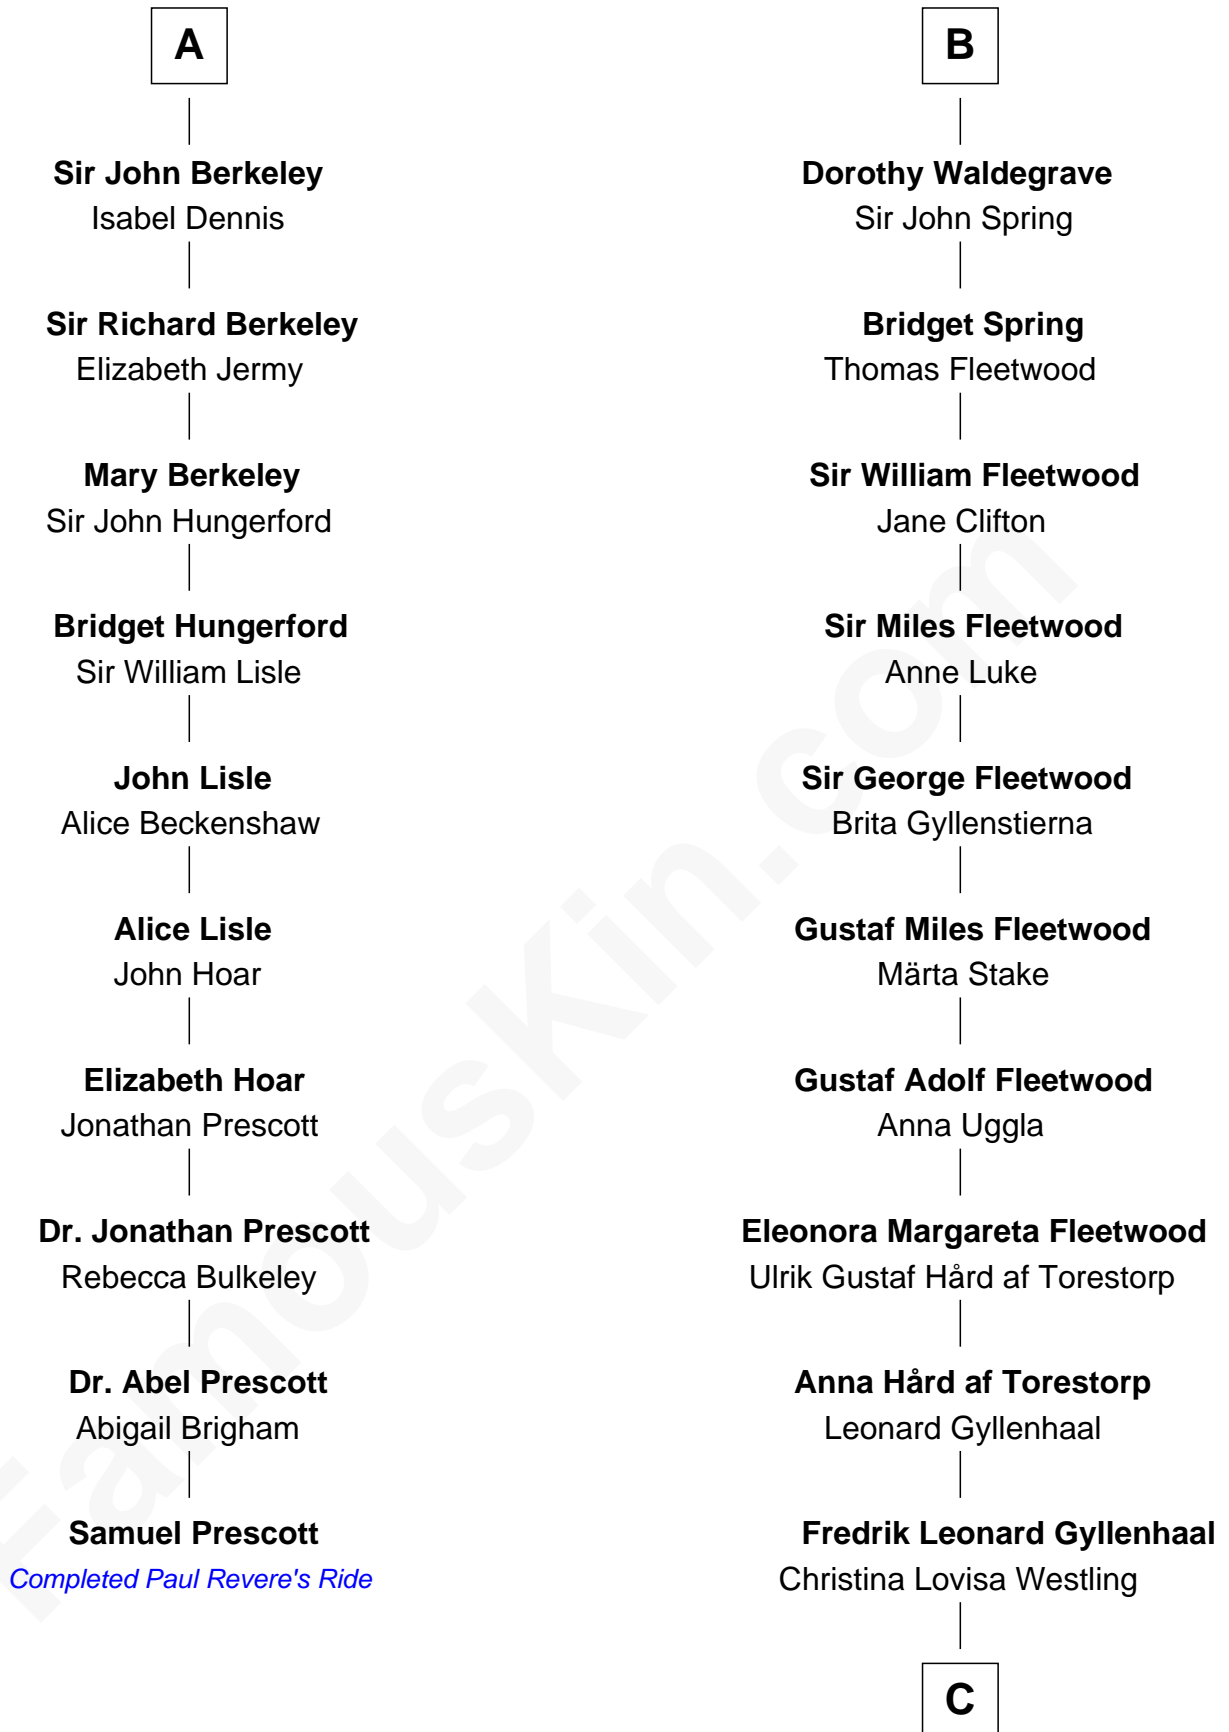 A
Sir John Berkeley
Isabel Dennis
Sir Richard Berkeley
Elizabeth Jermy
Mary Berkeley
Sir John Hungerford
Bridget Hungerford
Sir William Lisle
John Lisle
Alice Beckenshaw
Alice Lisle
John Hoar
Elizabeth Hoar
Jonathan Prescott
Dr. Jonathan Prescott
Rebecca Bulkeley
Dr. Abel Prescott
Abigail Brigham
Samuel Prescott
Completed Paul Revere's Ride
B
Dorothy Waldegrave
Sir John Spring
Bridget Spring
Thomas Fleetwood
Sir William Fleetwood
Jane Clifton
Sir Miles Fleetwood
Anne Luke
Sir George Fleetwood
Brita Gyllenstierna
Gustaf Miles Fleetwood
Märta Stake
Gustaf Adolf Fleetwood
Anna Uggla
Eleonora Margareta Fleetwood
Ulrik Gustaf Hård af Torestorp
Anna Hård af Torestorp
Leonard Gyllenhaal
Fredrik Leonard Gyllenhaal
Christina Lovisa Westling
C
FamousKin.com